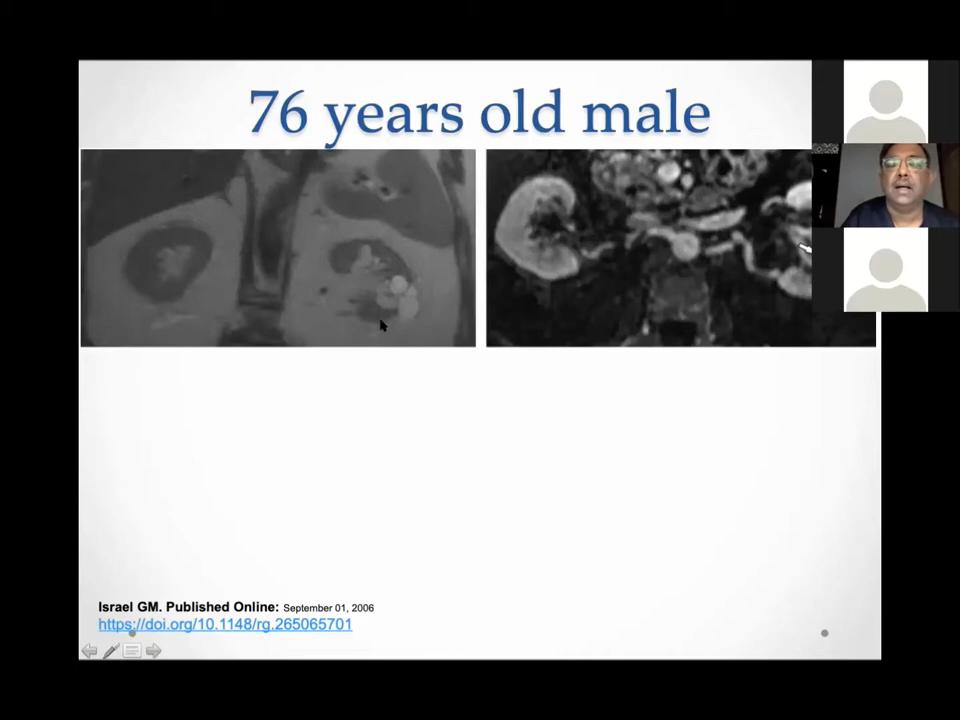 76 years old male
Israel GM. Published Online: September 01, 2006
https://doi.org/10.1148/rg.265065701